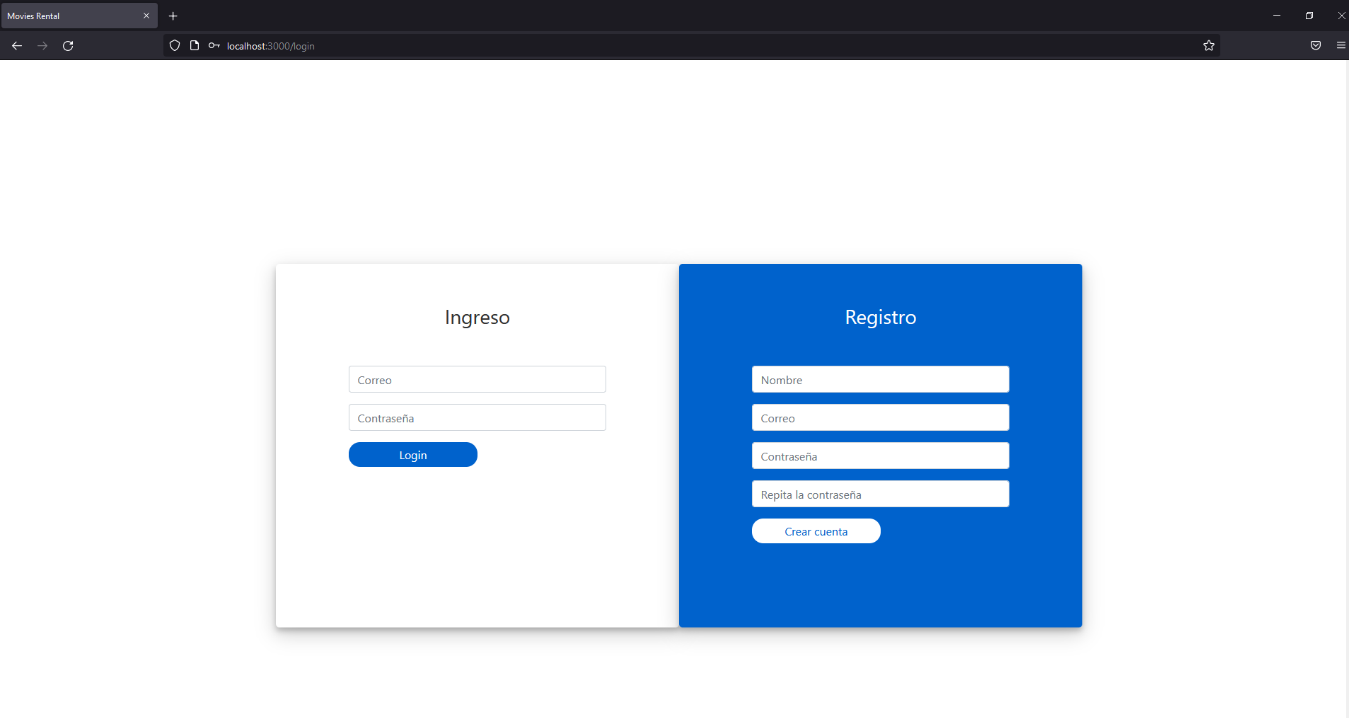 Movies Rental
localhost:3000/login
Ingreso
Correo
Contraseña
Login
Registro
Nombre
Correo
Contraseña
Repita la contraseña
Crear cuenta